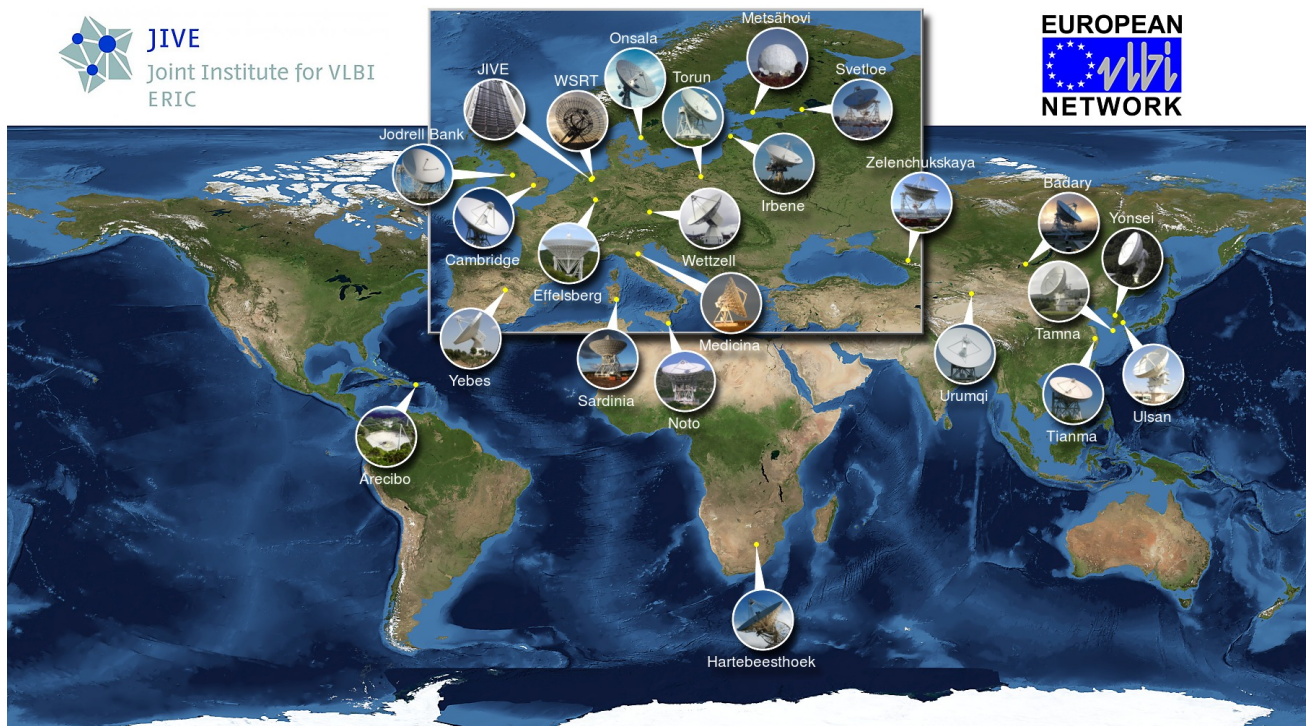 JIVE
Joint Institute for VLBI
ERIC
EUROPEAN
vlbi
NETWORK
Metsähovi
Onsala
JIVE
WSRT
Torun
Svetloe
Jodrell Bank
Zelenchukskaya
Badary
Irbene
Yonsei
Cambridge
Wettzell
Effelsberg
Tamna
Medicina
Yebes
Sardinia
Noto
Urumqi
Ulsan
Tianma
Arecibo
Hartebeesthoek